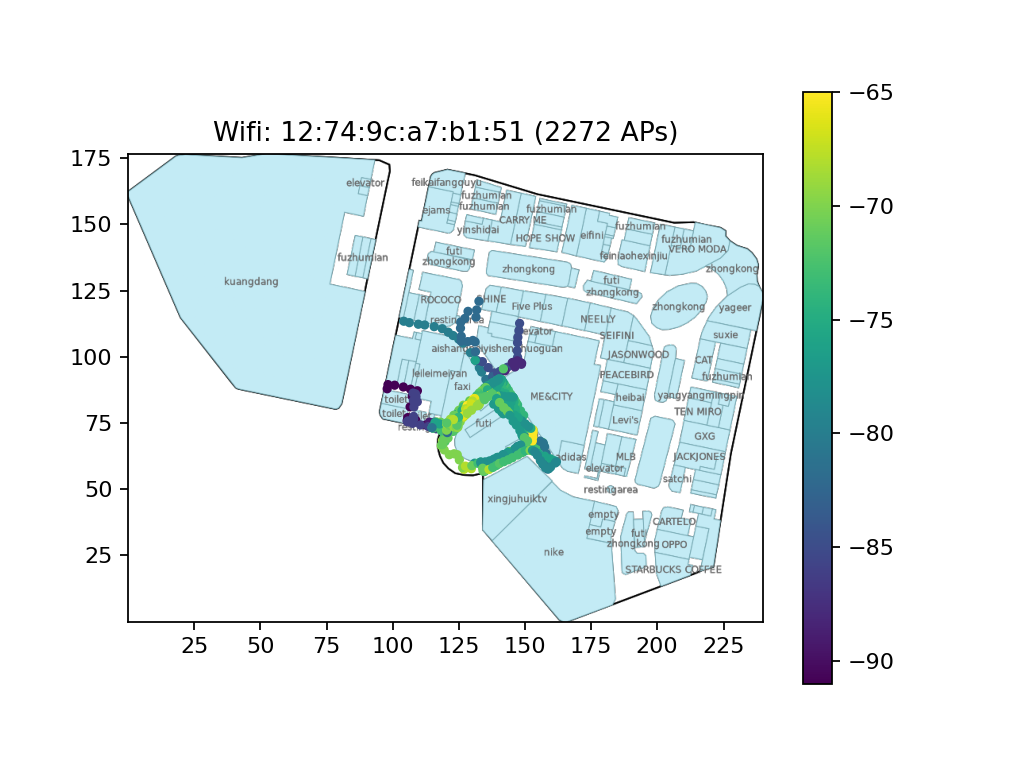 Wifi: 12:74:9c:a7:b1:51 (2272 APs)
175
150
125
100
75
50
25
25
50
75
100
125
150
175
200
225
−65
−70
−75
−80
−85
−90
elevator
fuzhumian
kuangdang
feikaifangquyu
fuzhumian
fuzhumian
ejams
CARRY ME
fuzhumian
yinshidai
HOPE SHOW
eifini
fuzhumian
feinjaohexinjiu
fuzhumian
VERO MODA
futi
zhongkong
zhongkong
zhongkong
futi
zhongkong
zhongkong
yageer
ROCOCO
SHINE
Five Plus
NEELLY
SEIFINI
suxie
JASONWOOD
CAT
leileimeiyan
PEACEBIRD
fuzhumian
faxi
ME&CITY
heibai
yangyangmingpin
TEN MIRO
toilet
toilet
futi
Levi's
GXG
adidas
MLB
JACKJONES
elevator
satchi
restingarea
xingjuhuiktv
empty
CARTELO
empty
futi
zhongkong
OPPO
nike
STARBUCKS COFFEE